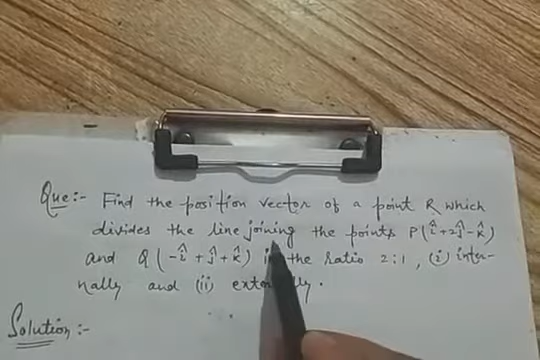 Que:- Find the position vector of a point R which
divides the line joining the points P(î+2ĵ-k̂)
and Q(-î+ĵ+k̂) in the ratio 2:1, (i) inter-
nally and (ii) externally.
Solution:-